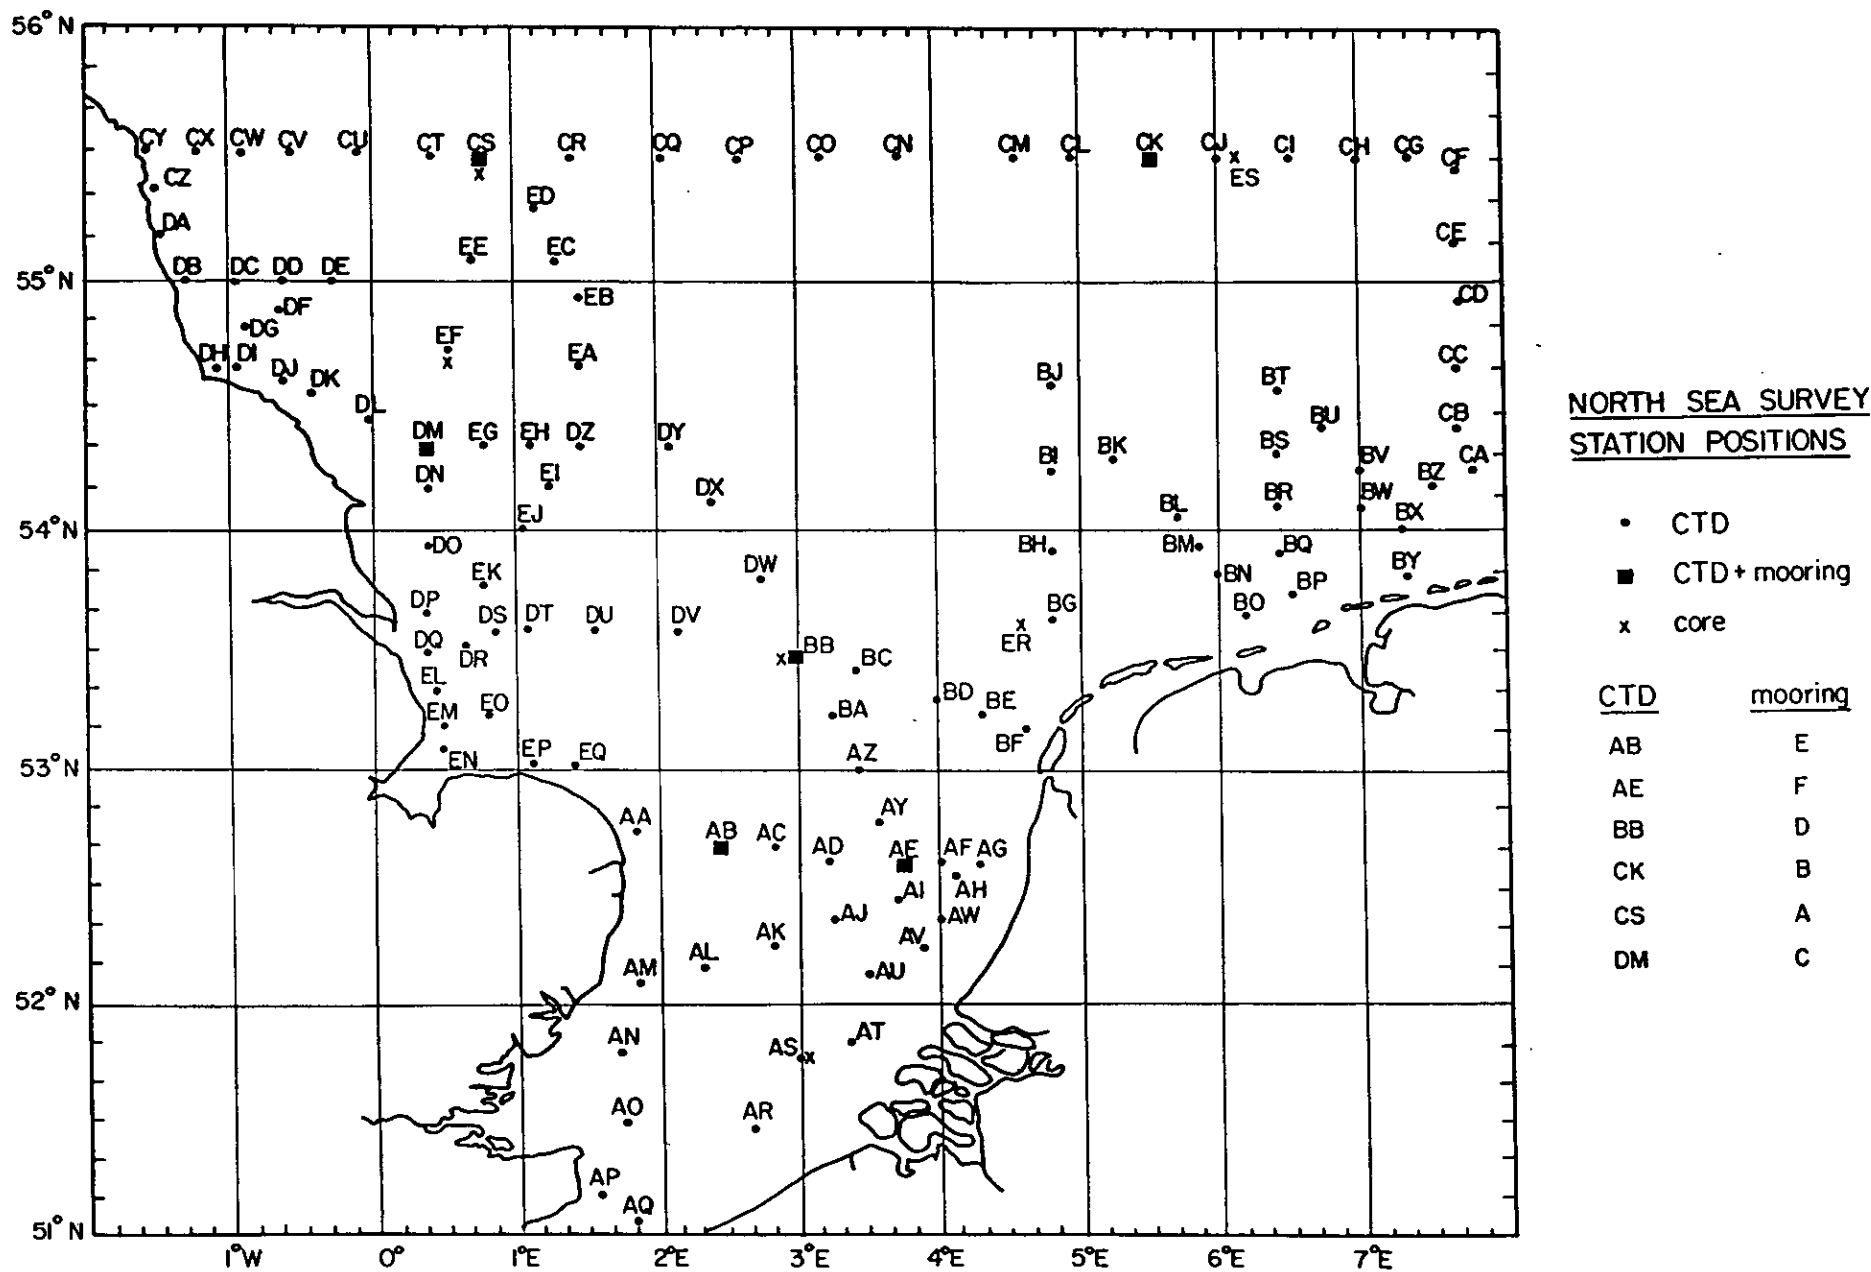 56°N
CY CX CW CV CU CT CS CR CQ CP CO CN CM CL CK CJ CI CH CG CF
CZ ED ES
DA EE EC CE
DB DC DD DE
55°N
EB CD
DF
DG
EF EA CC
DH DI DJ DK BJ BT
DL BU CB
DM EG EH DZ DY BI BK BS BV CA
DN EI DX BR BW BZ
EJ BL BX
54°N
DO BH BM BQ
EK DW BN BP BY
DP DS DT DU DV BG BO
DQ DR BB BC ER
EL
EM EO BA BD BE
BF
EN EP EQ AZ
53°N
AA AY
AB AC AD AE AF AG
AI AH
AJ AW
AK AV
AL AU
AM
52°N
AN AS AT
AO AR
AP
AQ
51°N
1°W 0° 1°E 2°E 3°E 4°E 5°E 6°E 7°E
NORTH SEA SURVEY
STATION POSITIONS
• CTD
■ CTD + mooring
x core
CTD mooring
AB E
AE F
BB D
CK B
CS A
DM C